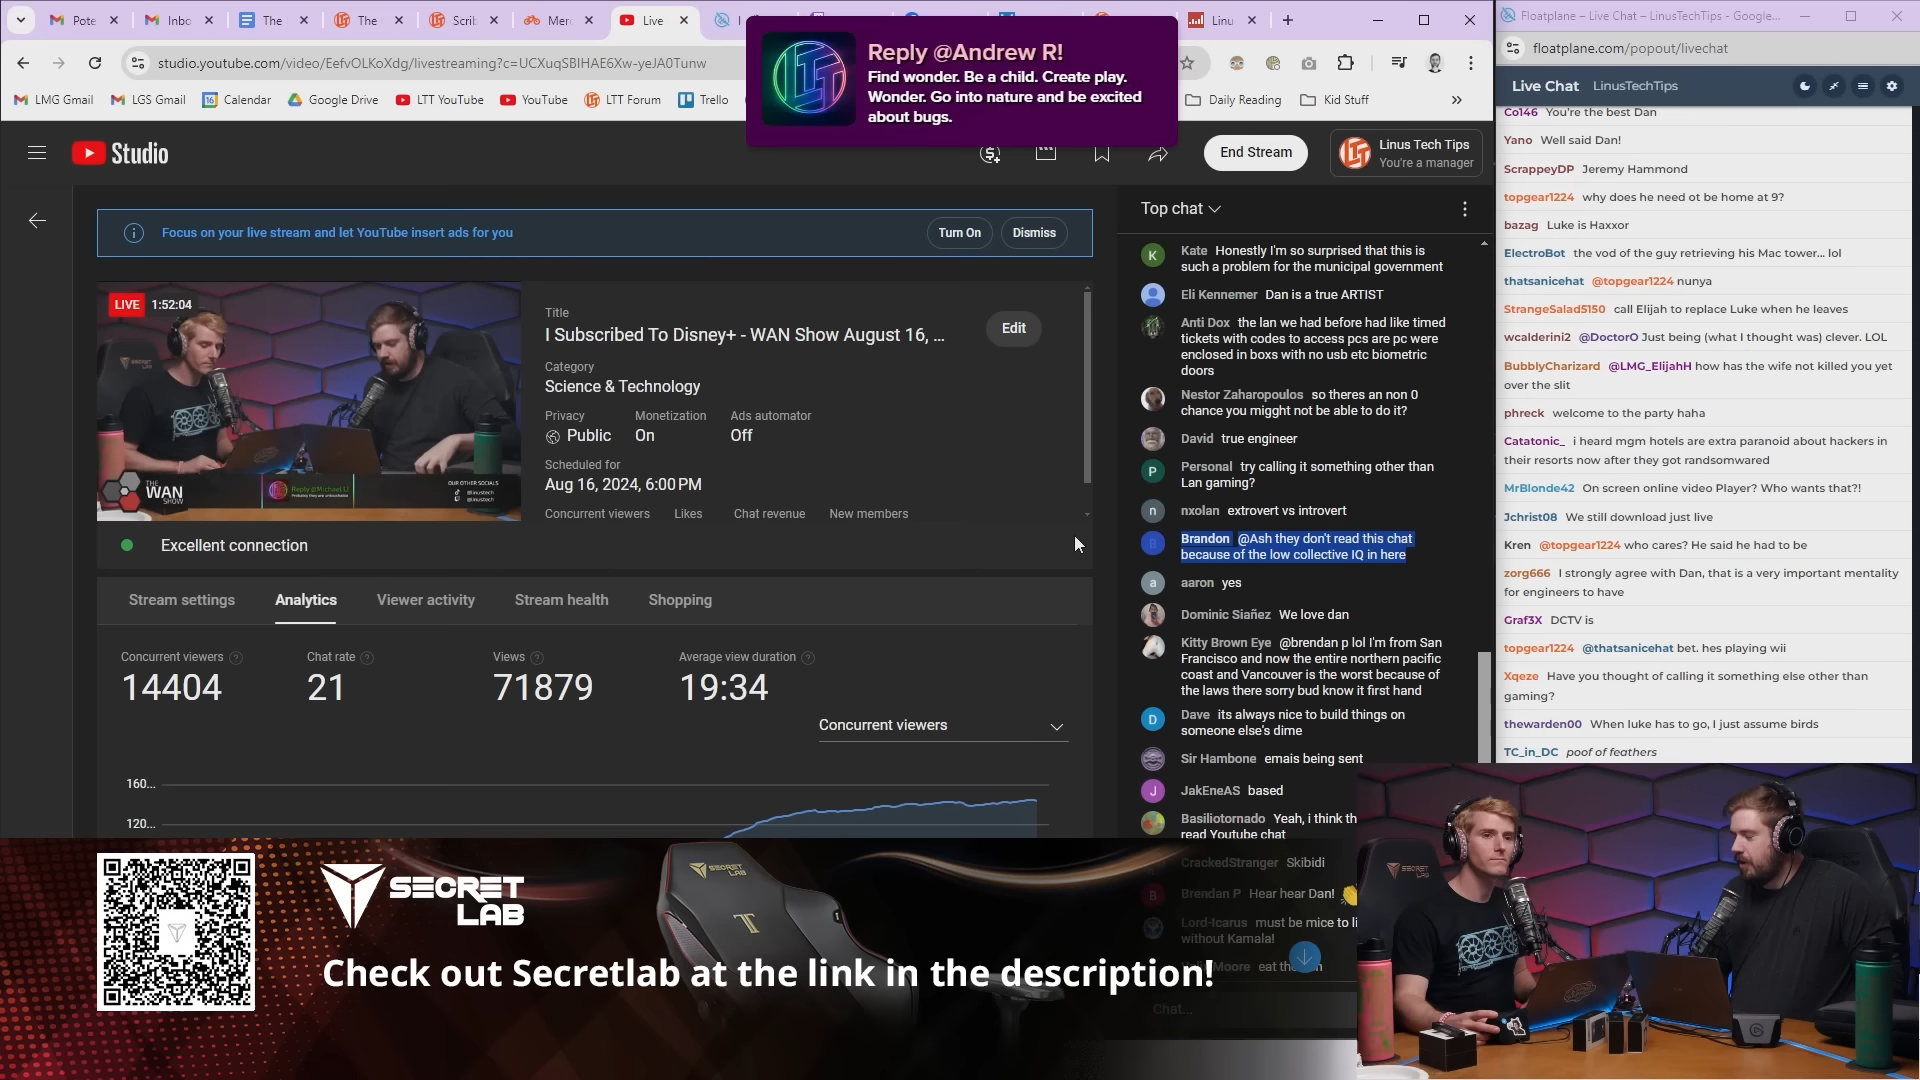 Pote
Inbo
The
The
Scril
Merc
Live
Linu
studio.youtube.com/video/EefvOLKoXdg/livestreaming?c=UCXuqSBIHAE6Xw-yeJA0Tunw
LMG Gmail
LGS Gmail
Calendar
Google Drive
LTT YouTube
YouTube
LTT Forum
Trello
Daily Reading
Kid Stuff
Reply @Andrew R!
Find wonder. Be a child. Create play.
Wonder. Go into nature and be excited
about bugs.
Studio
End Stream
Linus Tech Tips
You're a manager
Focus on your live stream and let YouTube insert ads for you
Turn On
Dismiss
LIVE 1:52:04
THE
WAN
SHOW
OUR OTHER SOCIALS
Title
I Subscribed To Disney+ - WAN Show August 16, ...
Edit
Category
Science & Technology
Privacy
Monetization
Ads automator
Public
On
Off
Scheduled for
Aug 16, 2024, 6:00 PM
Concurrent viewers
Likes
Chat revenue
New members
Excellent connection
Stream settings
Analytics
Viewer activity
Stream health
Shopping
Concurrent viewers
Chat rate
Views
Average view duration
14404
21
71879
19:34
Concurrent viewers
160...
120...
Top chat
Kate Honestly I'm so surprised that this is
such a problem for the municipal government
Eli Kennemer Dan is a true ARTIST
Anti Dox the lan we had before had like timed
tickets with codes to access pcs are pc were
enclosed in boxs with no usb etc biometric
doors
Nestor Zaharopoulos so theres an non 0
chance you migght not be able to do it?
David true engineer
Personal try calling it something other than
Lan gaming?
nxolan extrovert vs introvert
Brandon @Ash they don't read this chat
because of the low collective IQ in here
aaron yes
Dominic Siañez We love dan
Kitty Brown Eye @brendan p lol I'm from San
Francisco and now the entire northern pacific
coast and Vancouver is the worst because of
the laws there sorry bud know it first hand
Dave its always nice to build things on
someone else's dime
Sir Hambone emais being sent
JakEneAS based
Basiliotornado Yeah, i think th
read Youtube chat
CrackedStranger Skibidi
Brendan P Hear hear Dan!
Lord-Icarus must be mice to li
without Kamala!
Moore eat th
Chat...
Floatplane – Live Chat – LinusTechTips - Google...
floatplane.com/popout/livechat
Live Chat LinusTechTips
Co146 You're the best Dan
Yano Well said Dan!
ScrappeyDP Jeremy Hammond
topgear1224 why does he need ot be home at 9?
bazag Luke is Haxxor
ElectroBot the vod of the guy retrieving his Mac tower... lol
thatsanicehat @topgear1224 nunya
StrangeSalad5150 call Elijah to replace Luke when he leaves
wcalderini2 @DoctorO Just being (what I thought was) clever. LOL
BubblyCharizard @LMG_ElijahH how has the wife not killed you yet
over the slit
phreck welcome to the party haha
Catatonic_ i heard mgm hotels are extra paranoid about hackers in
their resorts now after they got randsomwared
MrBlonde42 On screen online video Player? Who wants that?!
Jchrist08 We still download just live
Kren @topgear1224 who cares? He said he had to be
zorg666 I strongly agree with Dan, that is a very important mentality
for engineers to have
Graf3X DCTV is
topgear1224 @thatsanicehat bet. hes playing wii
Xqeze Have you thought of calling it something else other than
gaming?
thewarden00 When luke has to go, I just assume birds
TC_in_DC poof of feathers
SECRET
LAB
Check out Secretlab at the link in the description!